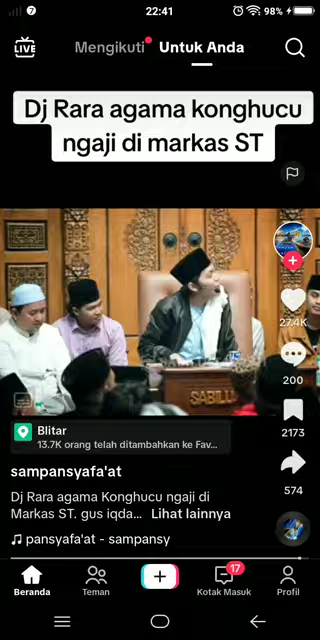 22:41
98%
LIVE
Mengikuti
Untuk Anda
Dj Rara agama konghucu
ngaji di markas ST
27.4K
200
2173
574
SABILU
Blitar
13.7K orang telah ditambahkan ke Fav...
sampansyafa'at
Dj Rara agama Konghucu ngaji di
Markas ST. gus iqda... Lihat lainnya
pansyafa'at - sampansy
17
Beranda
Teman
Kotak Masuk
Profil